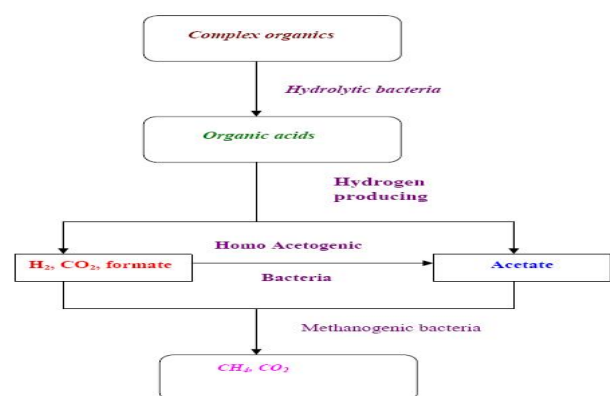 Complex organics
Hydrolytic bacteria
Organic acids
Hydrogen
producing
Homo Acetogenic
H₂, CO₂, formate
Acetate
Bacteria
Methanogenic bacteria
CH₄, CO₂